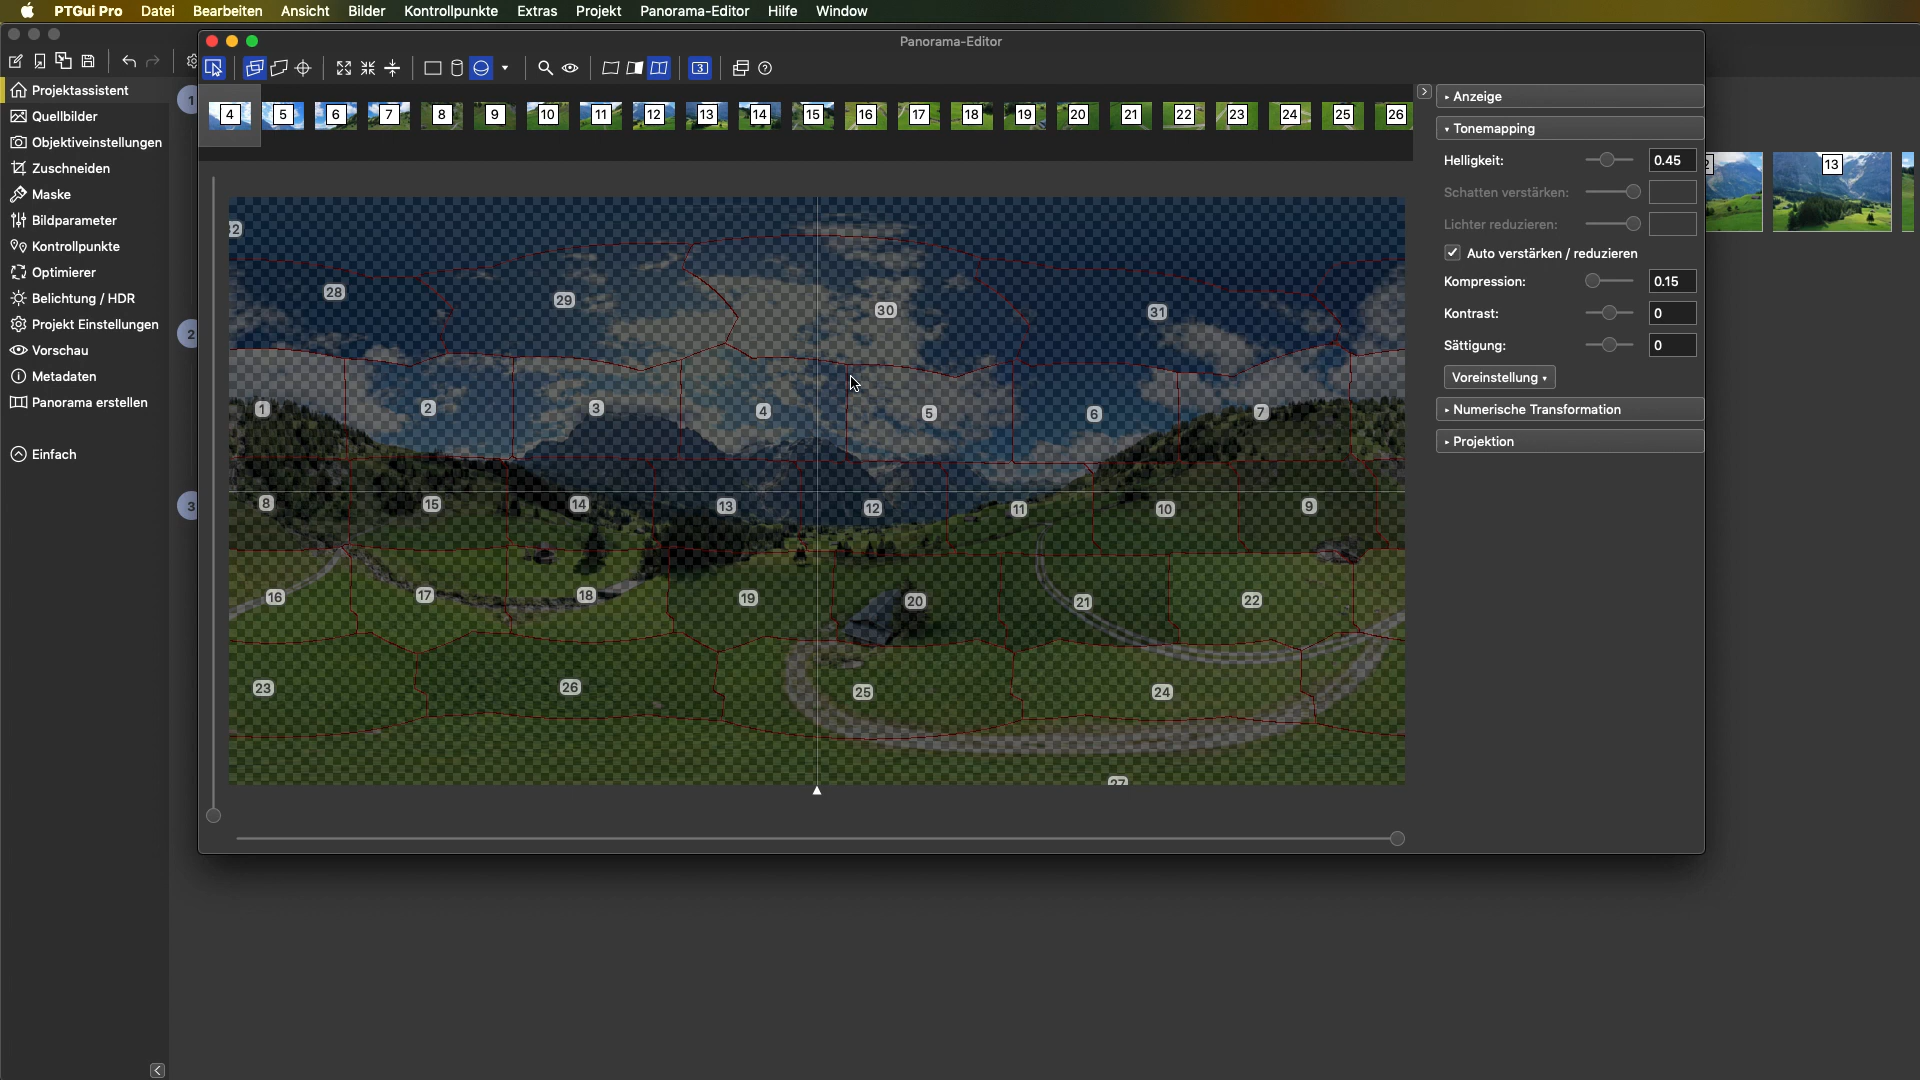 PTGui Pro Datei Bearbeiten Ansicht Bilder Kontrollpunkte Extras Projekt Panorama-Editor Hilfe Window
Panorama-Editor
Projektassistent
Quellbilder
Objektiveinstellungen
Zuschneiden
Maske
Bildparameter
Kontrollpunkte
Optimierer
Belichtung / HDR
Projekt Einstellungen
Vorschau
Metadaten
Panorama erstellen
Einfach
1
2
3
3
4 5 6 7 8 9 10 11 12 13 14 15 16 17 18 19 20 21 22 23 24 25 26
28 29 30 31
1 2 3 4 5 6 7
8 15 14 13 12 11 10 9
16 17 18 19 20 21 22
23 26 25 24
27
Anzeige
Tonemapping
Helligkeit: 0.45
Schatten verstärken:
Lichter reduzieren:
Auto verstärken / reduzieren
Kompression: 0.15
Kontrast: 0
Sättigung: 0
Voreinstellung
Numerische Transformation
Projektion
13